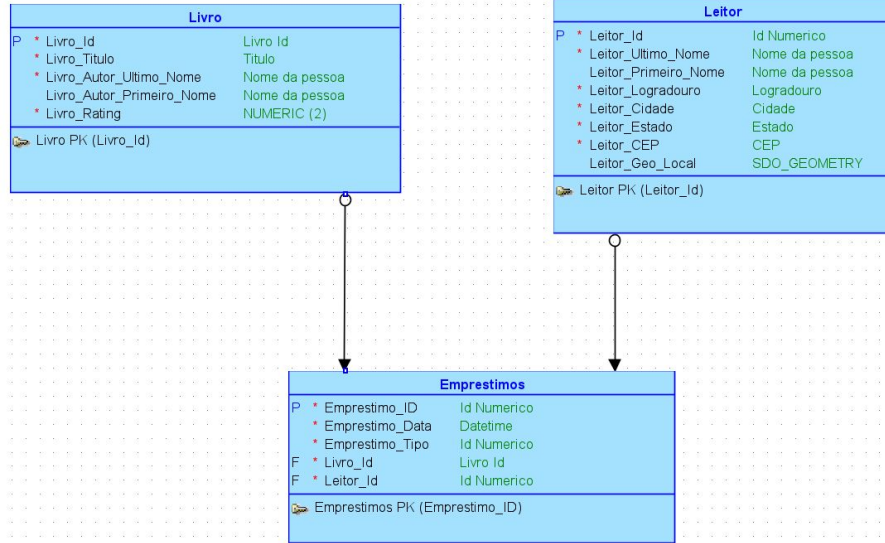 Livro
P * Livro_Id Livro Id
* Livro_Titulo Titulo
* Livro_Autor_Ultimo_Nome Nome da pessoa
Livro_Autor_Primeiro_Nome Nome da pessoa
* Livro_Rating NUMERIC (2)
Livro PK (Livro_Id)
Leitor
P * Leitor_Id Id Numerico
* Leitor_Ultimo_Nome Nome da pessoa
Leitor_Primeiro_Nome Nome da pessoa
* Leitor_Logradouro Logradouro
* Leitor_Cidade Cidade
* Leitor_Estado Estado
* Leitor_CEP CEP
Leitor_Geo_Local SDO_GEOMETRY
Leitor PK (Leitor_Id)
Emprestimos
P * Emprestimo_ID Id Numerico
* Emprestimo_Data Datetime
* Emprestimo_Tipo Id Numerico
F * Livro_Id Livro Id
F * Leitor_Id Id Numerico
Emprestimos PK (Emprestimo_ID)